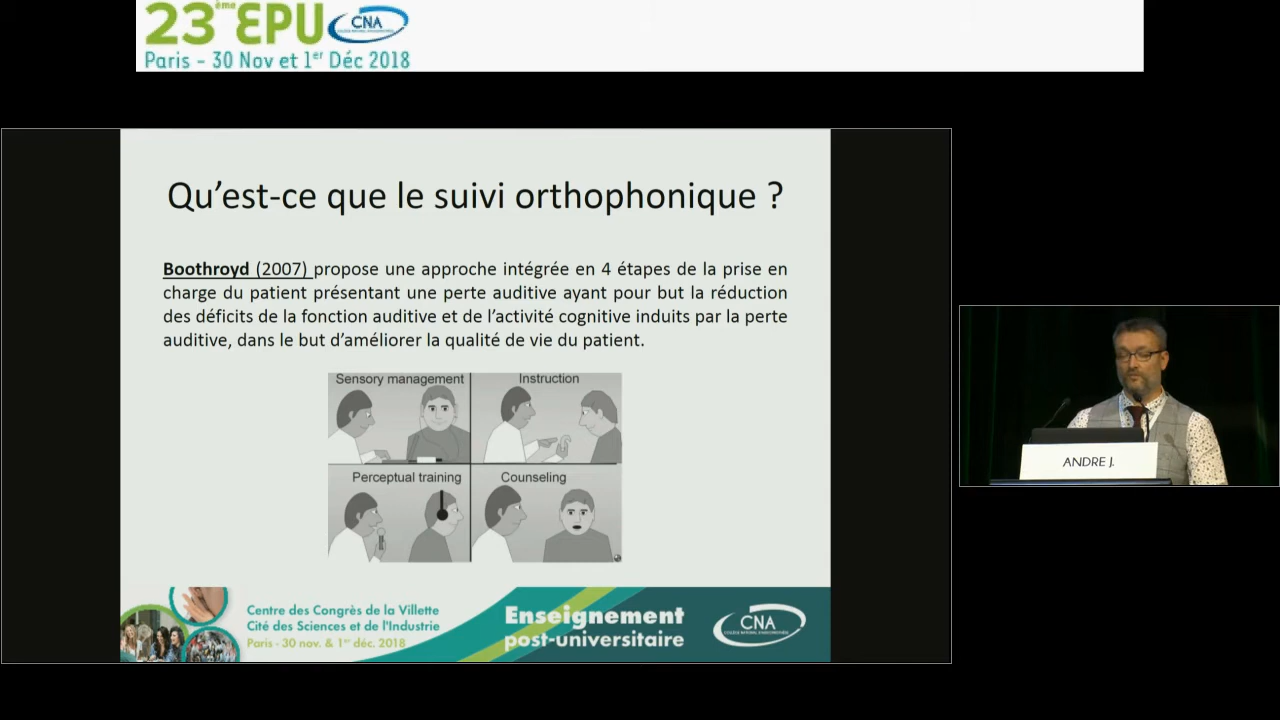 23ème EPU CNA
Paris - 30 Nov et 1er Déc 2018
Qu’est-ce que le suivi orthophonique ?
Boothroyd (2007) propose une approche intégrée en 4 étapes de la prise en
charge du patient présentant une perte auditive ayant pour but la réduction
des déficits de la fonction auditive et de l’activité cognitive induits par la perte
auditive, dans le but d’améliorer la qualité de vie du patient.
Sensory management
Instruction
Perceptual training
Counseling
Centre des Congrès de la Villette
Cité des Sciences et de l'Industrie
Paris - 30 nov. & 1er déc. 2018
Enseignement
post-universitaire
CNA
COLLÈGE NATIONAL D'AUDIOPROTHÈSE
ANDRE J.